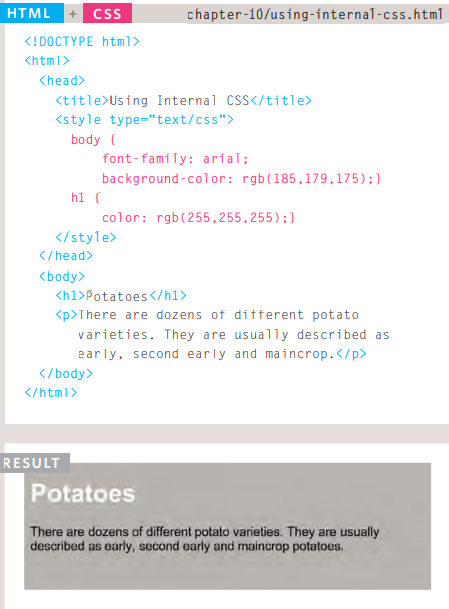 HTML + CSS chapter-10/using-internal-css.html
<!DOCTYPE html>
<html>
<head>
<title>Using Internal CSS</title>
<style type="text/css">
body {
font-family: arial;
background-color: rgb(185,179,175);}
h1 {
color: rgb(255,255,255);}
</style>
</head>
<body>
<h1>Potatoes</h1>
<p>There are dozens of different potato
varieties. They are usually described as
early, second early and maincrop.</p>
</body>
</html>
RESULT
Potatoes
There are dozens of different potato varieties. They are usually
described as early, second early and maincrop potatoes.